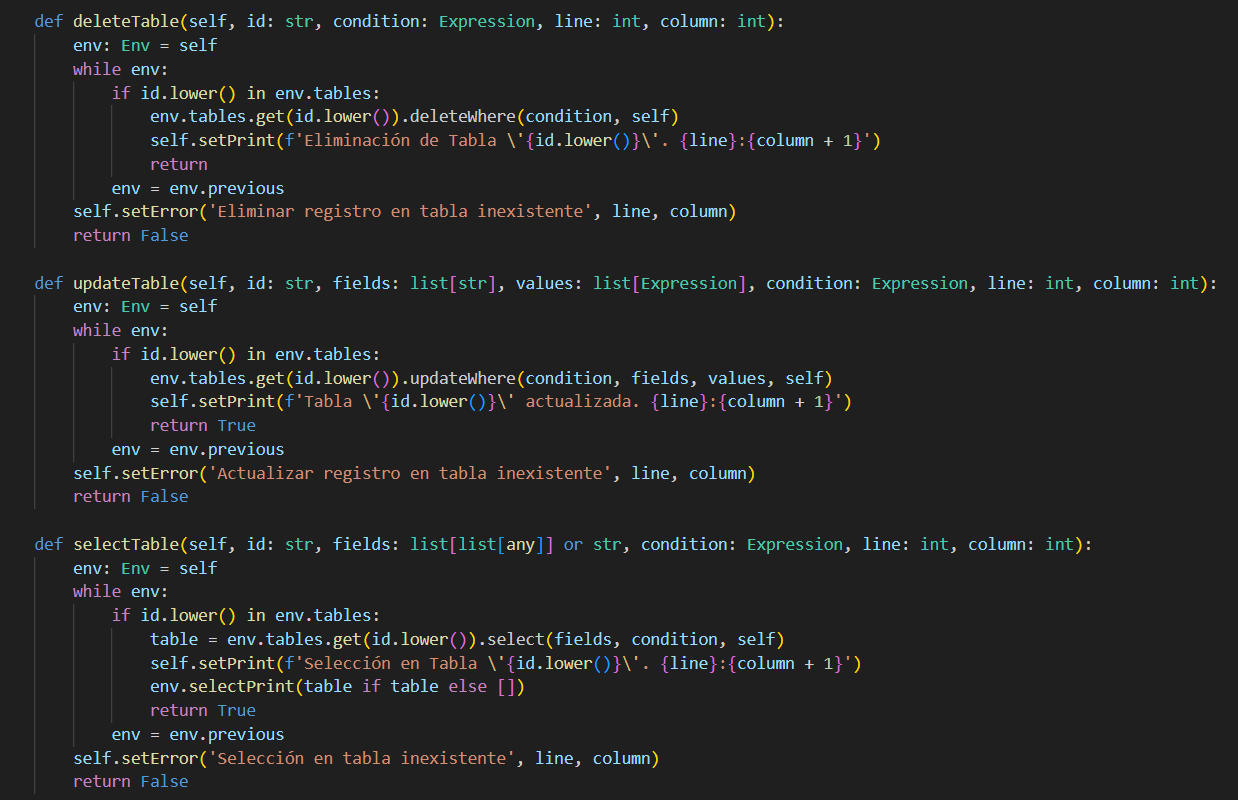 def deleteTable(self, id: str, condition: Expression, line: int, column: int):
    env: Env = self
    while env:
        if id.lower() in env.tables:
            env.tables.get(id.lower()).deleteWhere(condition, self)
            self.setPrint(f'Eliminación de Tabla \'{id.lower()}\'. {line}:{column + 1}')
            return
        env = env.previous
    self.setError('Eliminar registro en tabla inexistente', line, column)
    return False

def updateTable(self, id: str, fields: list[str], values: list[Expression], condition: Expression, line: int, column: int):
    env: Env = self
    while env:
        if id.lower() in env.tables:
            env.tables.get(id.lower()).updateWhere(condition, fields, values, self)
            self.setPrint(f'Tabla \'{id.lower()}\' actualizada. {line}:{column + 1}')
            return True
        env = env.previous
    self.setError('Actualizar registro en tabla inexistente', line, column)
    return False

def selectTable(self, id: str, fields: list[list[any]] or str, condition: Expression, line: int, column: int):
    env: Env = self
    while env:
        if id.lower() in env.tables:
            table = env.tables.get(id.lower()).select(fields, condition, self)
            self.setPrint(f'Selección en Tabla \'{id.lower()}\'. {line}:{column + 1}')
            env.selectPrint(table if table else [])
            return True
        env = env.previous
    self.setError('Selección en tabla inexistente', line, column)
    return False